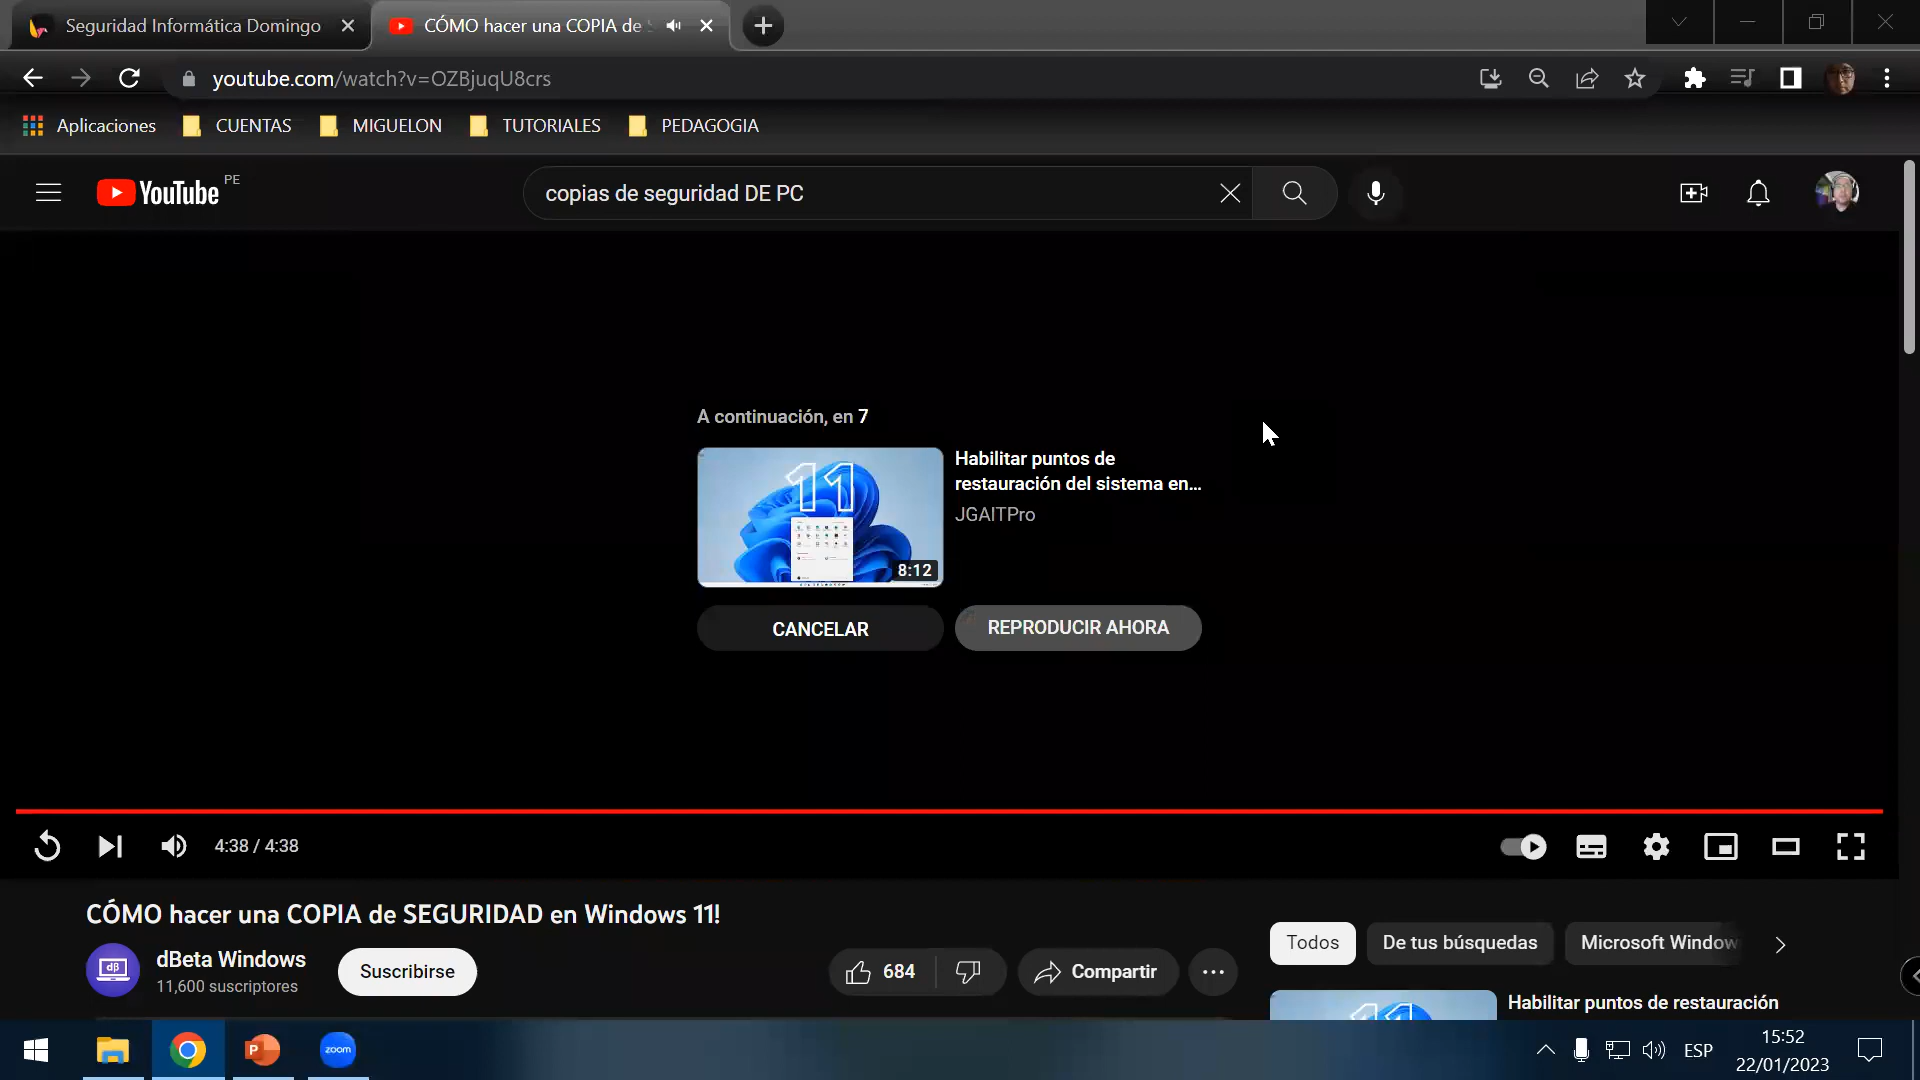 Seguridad Informática Domingo
CÓMO hacer una COPIA de
youtube.com/watch?v=OZBjuqU8crs
Aplicaciones
CUENTAS
MIGUELON
TUTORIALES
PEDAGOGIA
YouTube PE
copias de seguridad DE PC
A continuación, en 7
11
8:12
Habilitar puntos de
restauración del sistema en...
JGAITPro
CANCELAR
REPRODUCIR AHORA
4:38 / 4:38
CÓMO hacer una COPIA de SEGURIDAD en Windows 11!
dβ
dBeta Windows
11,600 suscriptores
Suscribirse
684
Compartir
Todos
De tus búsquedas
Microsoft Window
Habilitar puntos de restauración
P
zoom
ESP
15:52
22/01/2023